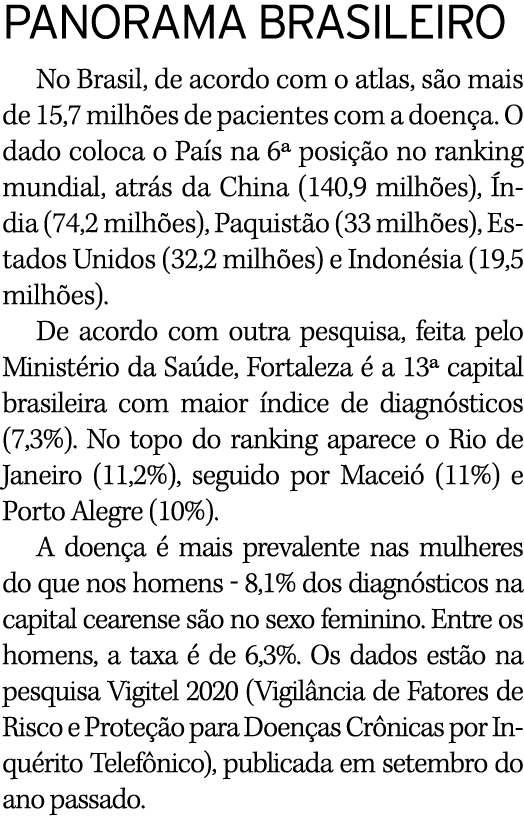 PANORAMA BRASILEIRO
No Brasil, de acordo com o atlas, são mais
de 15,7 milhões de pacientes com a doença. O
dado coloca o País na 6ª posição no ranking
mundial, atrás da China (140,9 milhões), Ín-
dia (74,2 milhões), Paquistão (33 milhões), Es-
tados Unidos (32,2 milhões) e Indonésia (19,5
milhões).
De acordo com outra pesquisa, feita pelo
Ministério da Saúde, Fortaleza é a 13ª capital
brasileira com maior índice de diagnósticos
(7,3%). No topo do ranking aparece o Rio de
Janeiro (11,2%), seguido por Maceió (11%) e
Porto Alegre (10%).
A doença é mais prevalente nas mulheres
do que nos homens - 8,1% dos diagnósticos na
capital cearense são no sexo feminino. Entre os
homens, a taxa é de 6,3%. Os dados estão na
pesquisa Vigitel 2020 (Vigilância de Fatores de
Risco e Proteção para Doenças Crônicas por In-
quérito Telefônico), publicada em setembro do
ano passado.